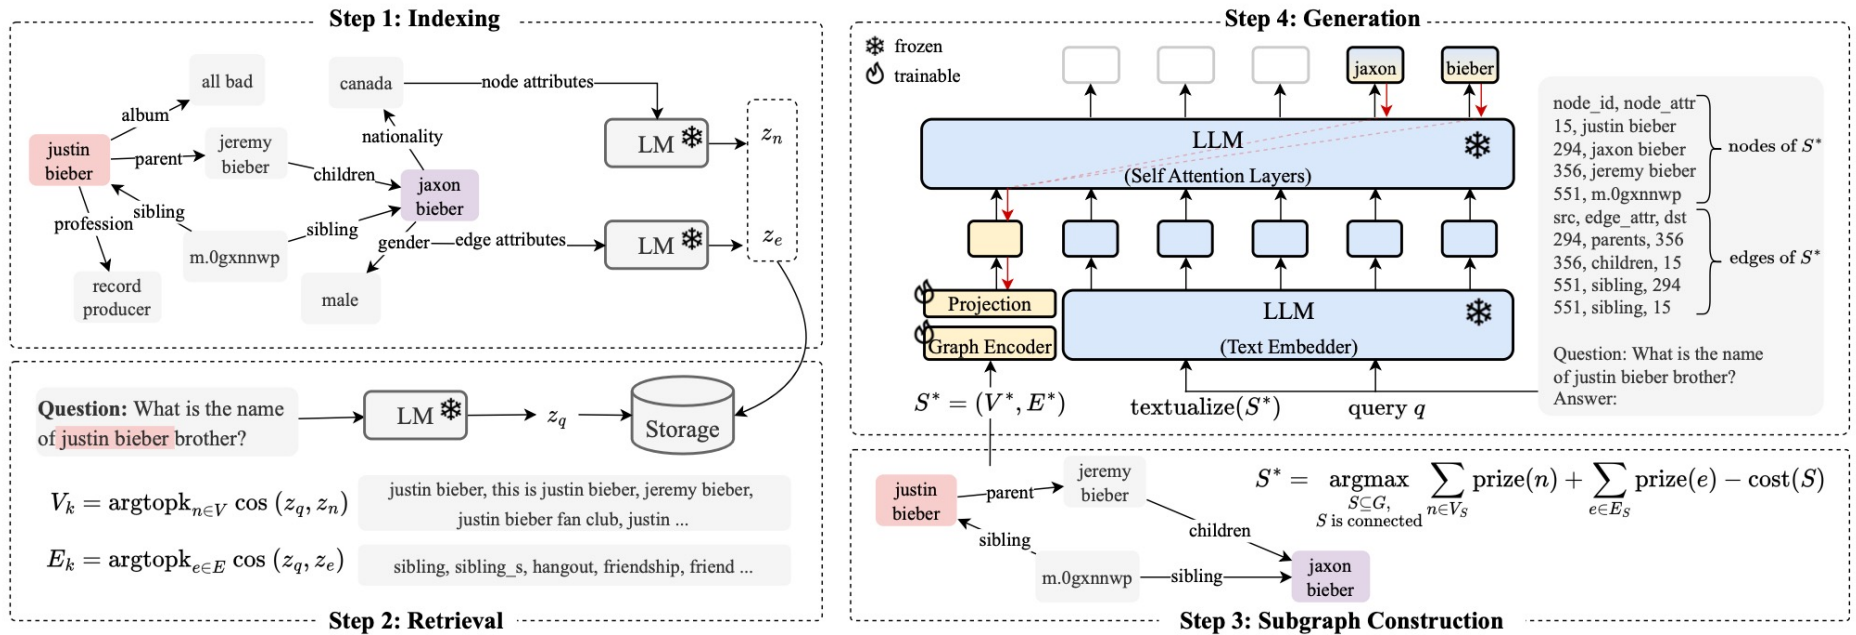 Step 1: Indexing
all bad
canada
node attributes
album
LM
z_n
justin
bieber
parent
jeremy
bieber
nationality
children
jaxon
bieber
sibling
profession
sibling
gender
edge attributes
LM
z_e
m.0gxnnwp
record
producer
male
Question: What is the name
of justin bieber brother?
LM
z_q
Storage
V_k = argtopk_{n∈V} cos (z_q, z_n)
justin bieber, this is justin bieber, jeremy bieber,
justin bieber fan club, justin ...
E_k = argtopk_{e∈E} cos (z_q, z_e)
sibling, sibling_s, hangout, friendship, friend ...
Step 2: Retrieval
Step 4: Generation
frozen
trainable
jaxon
bieber
LLM
(Self Attention Layers)
Projection
Graph Encoder
LLM
(Text Embedder)
S* = (V*, E*)
textualize(S*)
query q
node_id, node_attr
15, justin bieber
294, jaxon bieber
356, jeremy bieber
551, m.0gxnnwp
nodes of S*
src, edge_attr, dst
294, parents, 356
356, children, 15
551, sibling, 294
551, sibling, 15
edges of S*
Question: What is the name
of justin bieber brother?
Answer:
justin
bieber
parent
jeremy
bieber
children
sibling
m.0gxnnwp
sibling
jaxon
bieber
S* = argmax ∑ prize(n) + ∑ prize(e) − cost(S)
S⊆G, n∈V_S e∈E_S
S is connected
Step 3: Subgraph Construction